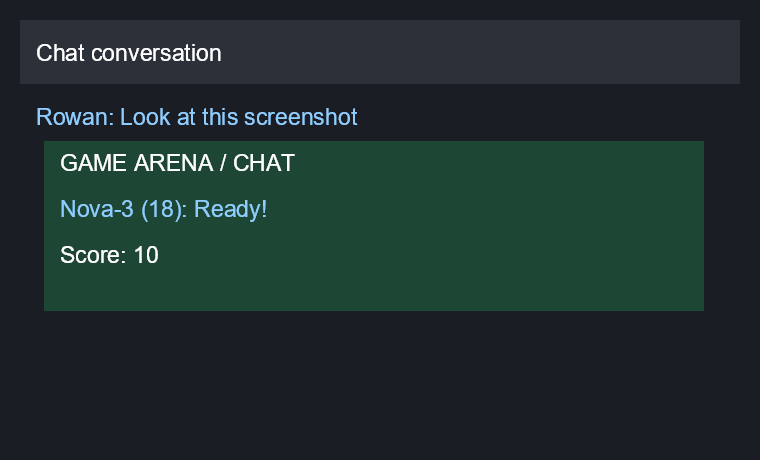 Chat conversation
Rowan: Look at this screenshot
GAME ARENA / CHAT
Nova-3 (18): Ready!
Score: 10